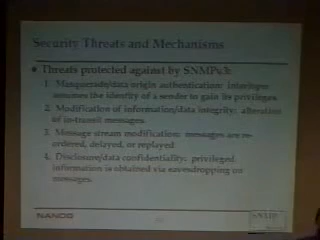 Security Threats and Mechanisms
Threats protected against by SNMPv3:
1. Masquerade/data origin authentication: interloper
assumes the identity of a sender to gain its privileges.
2. Modification of information/data integrity: alteration
of in-transit messages.
3. Message stream modification: messages are re-
ordered, delayed, or replayed
4. Disclosure/data confidentiality: privileged
information is obtained via eavesdropping on
messages.
NANOG
SNMP